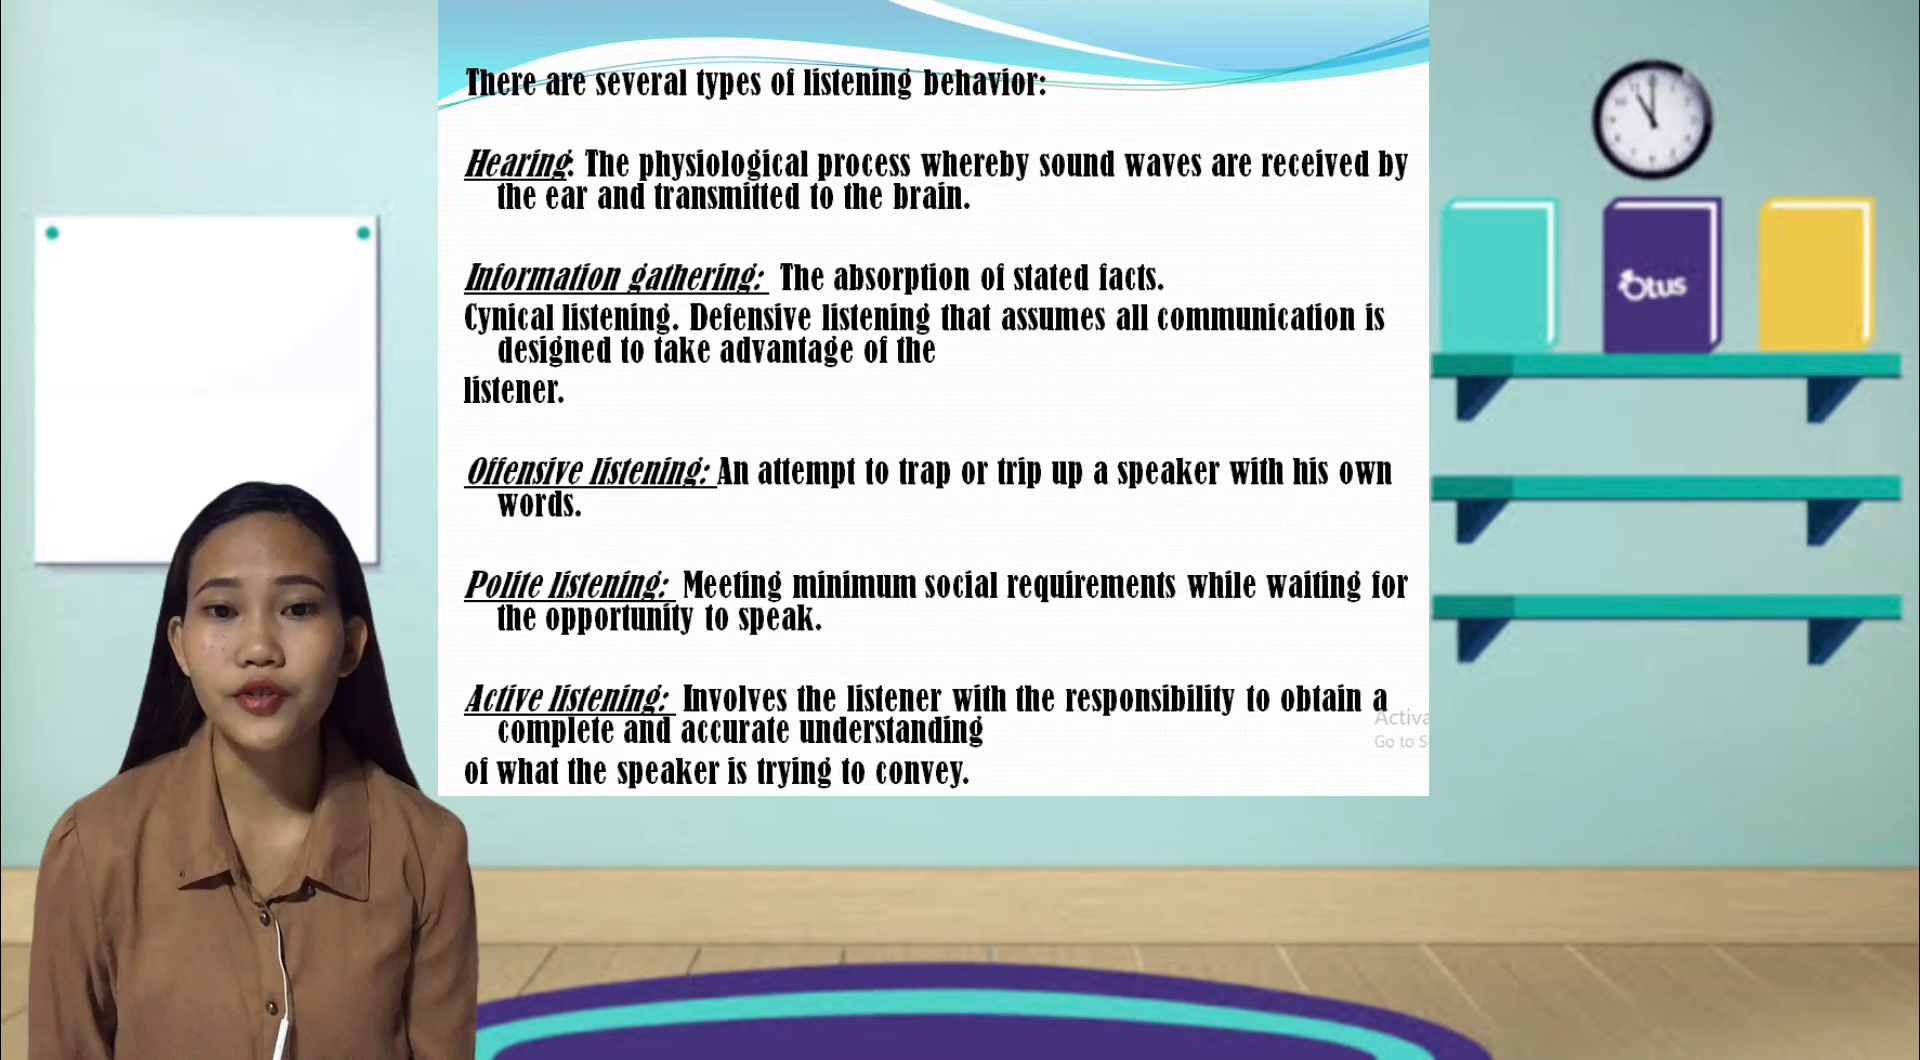 There are several types of listening behavior:
Hearing: The physiological process whereby sound waves are received by
the ear and transmitted to the brain.
Information gathering: The absorption of stated facts.
Cynical listening. Defensive listening that assumes all communication is
designed to take advantage of the
listener.
Offensive listening: An attempt to trap or trip up a speaker with his own
words.
Polite listening: Meeting minimum social requirements while waiting for
the opportunity to speak.
Active listening: Involves the listener with the responsibility to obtain a
complete and accurate understanding
of what the speaker is trying to convey.
Activa
Go to S
Otus